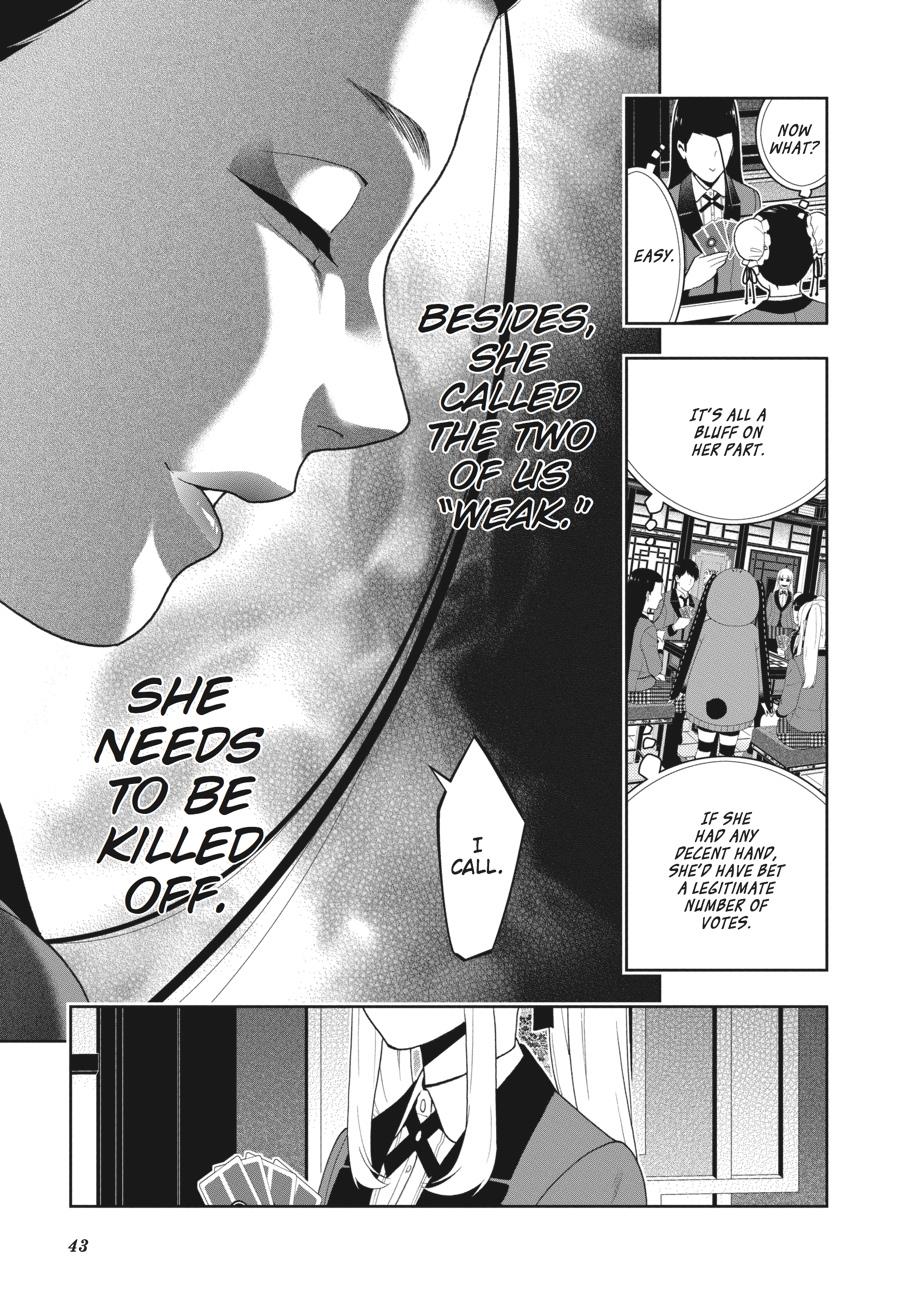 NOW
WHAT?
EASY.
IT'S ALL A
BLUFF ON
HER PART.
IF SHE
HAD ANY
DECENT HAND,
SHE'D HAVE BET
A LEGITIMATE
NUMBER OF
VOTES.
BESIDES,
SHE
CALLED
THE TWO
OF US
"WEAK."
SHE
NEEDS
TO BE
KILLED
OFF.
I
CALL.
43